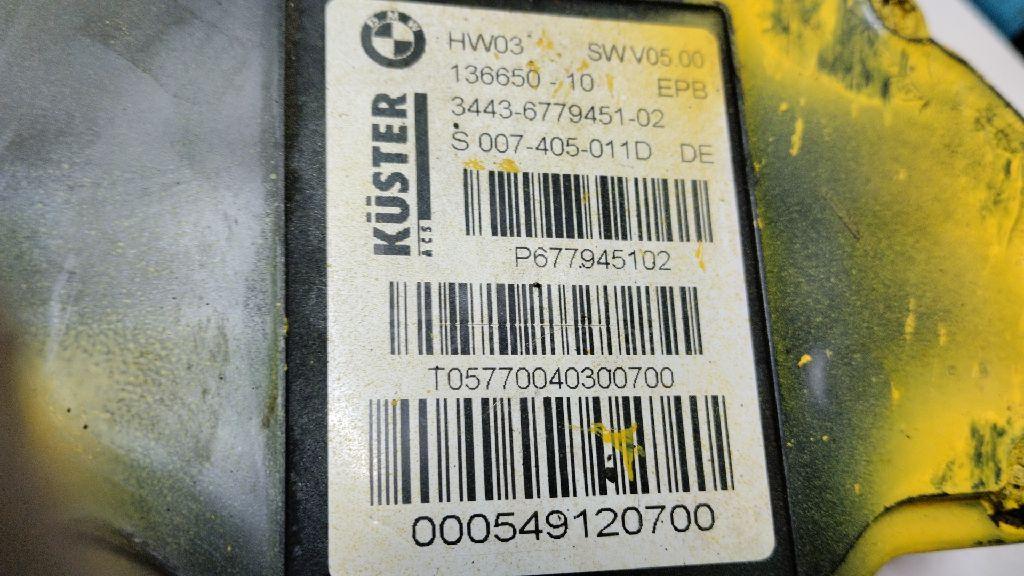 BMW
HW03 SW V05.00
136650 - 10 EPB
3443-6779451-02
S 007-405-011D DE
KÜSTER
ACS
P677945102
T05770040300700
000549120700